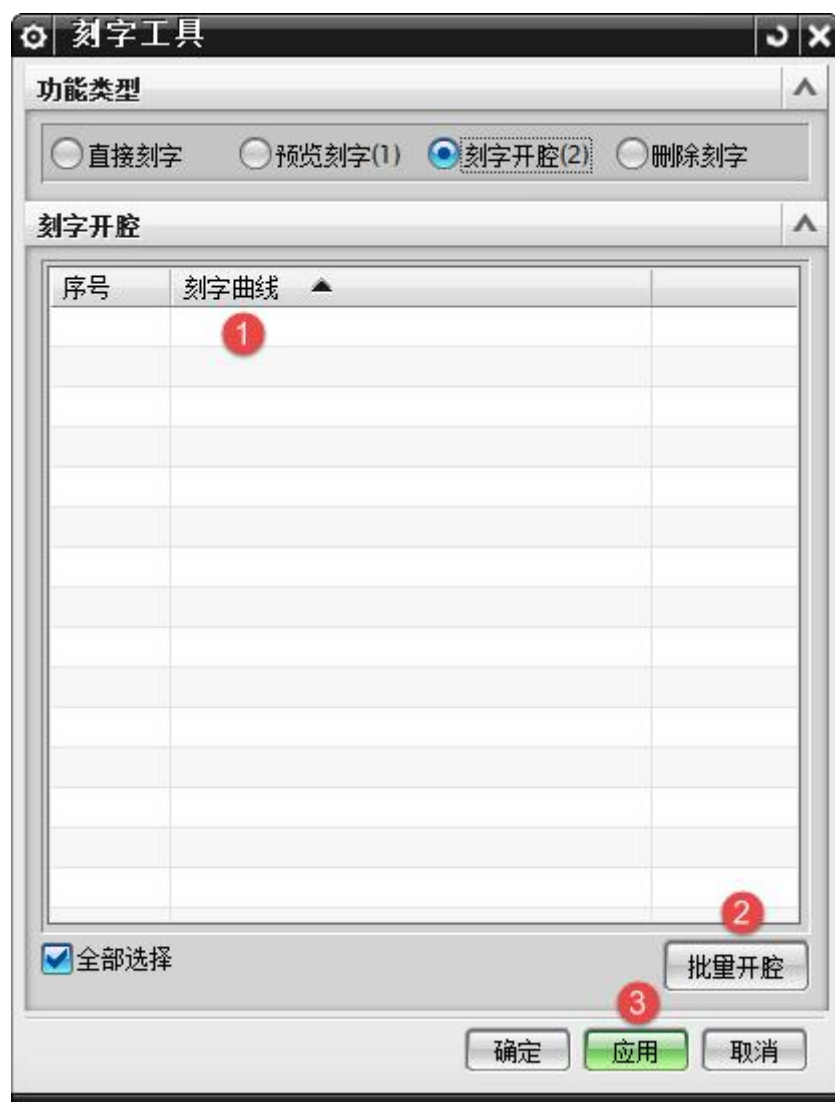 刻字工具
功能类型
直接刻字 预览刻字(1) 刻字开腔(2) 删除刻字
刻字开腔
序号 刻字曲线
1
2
全部选择 批量开腔
3
确定 应用 取消